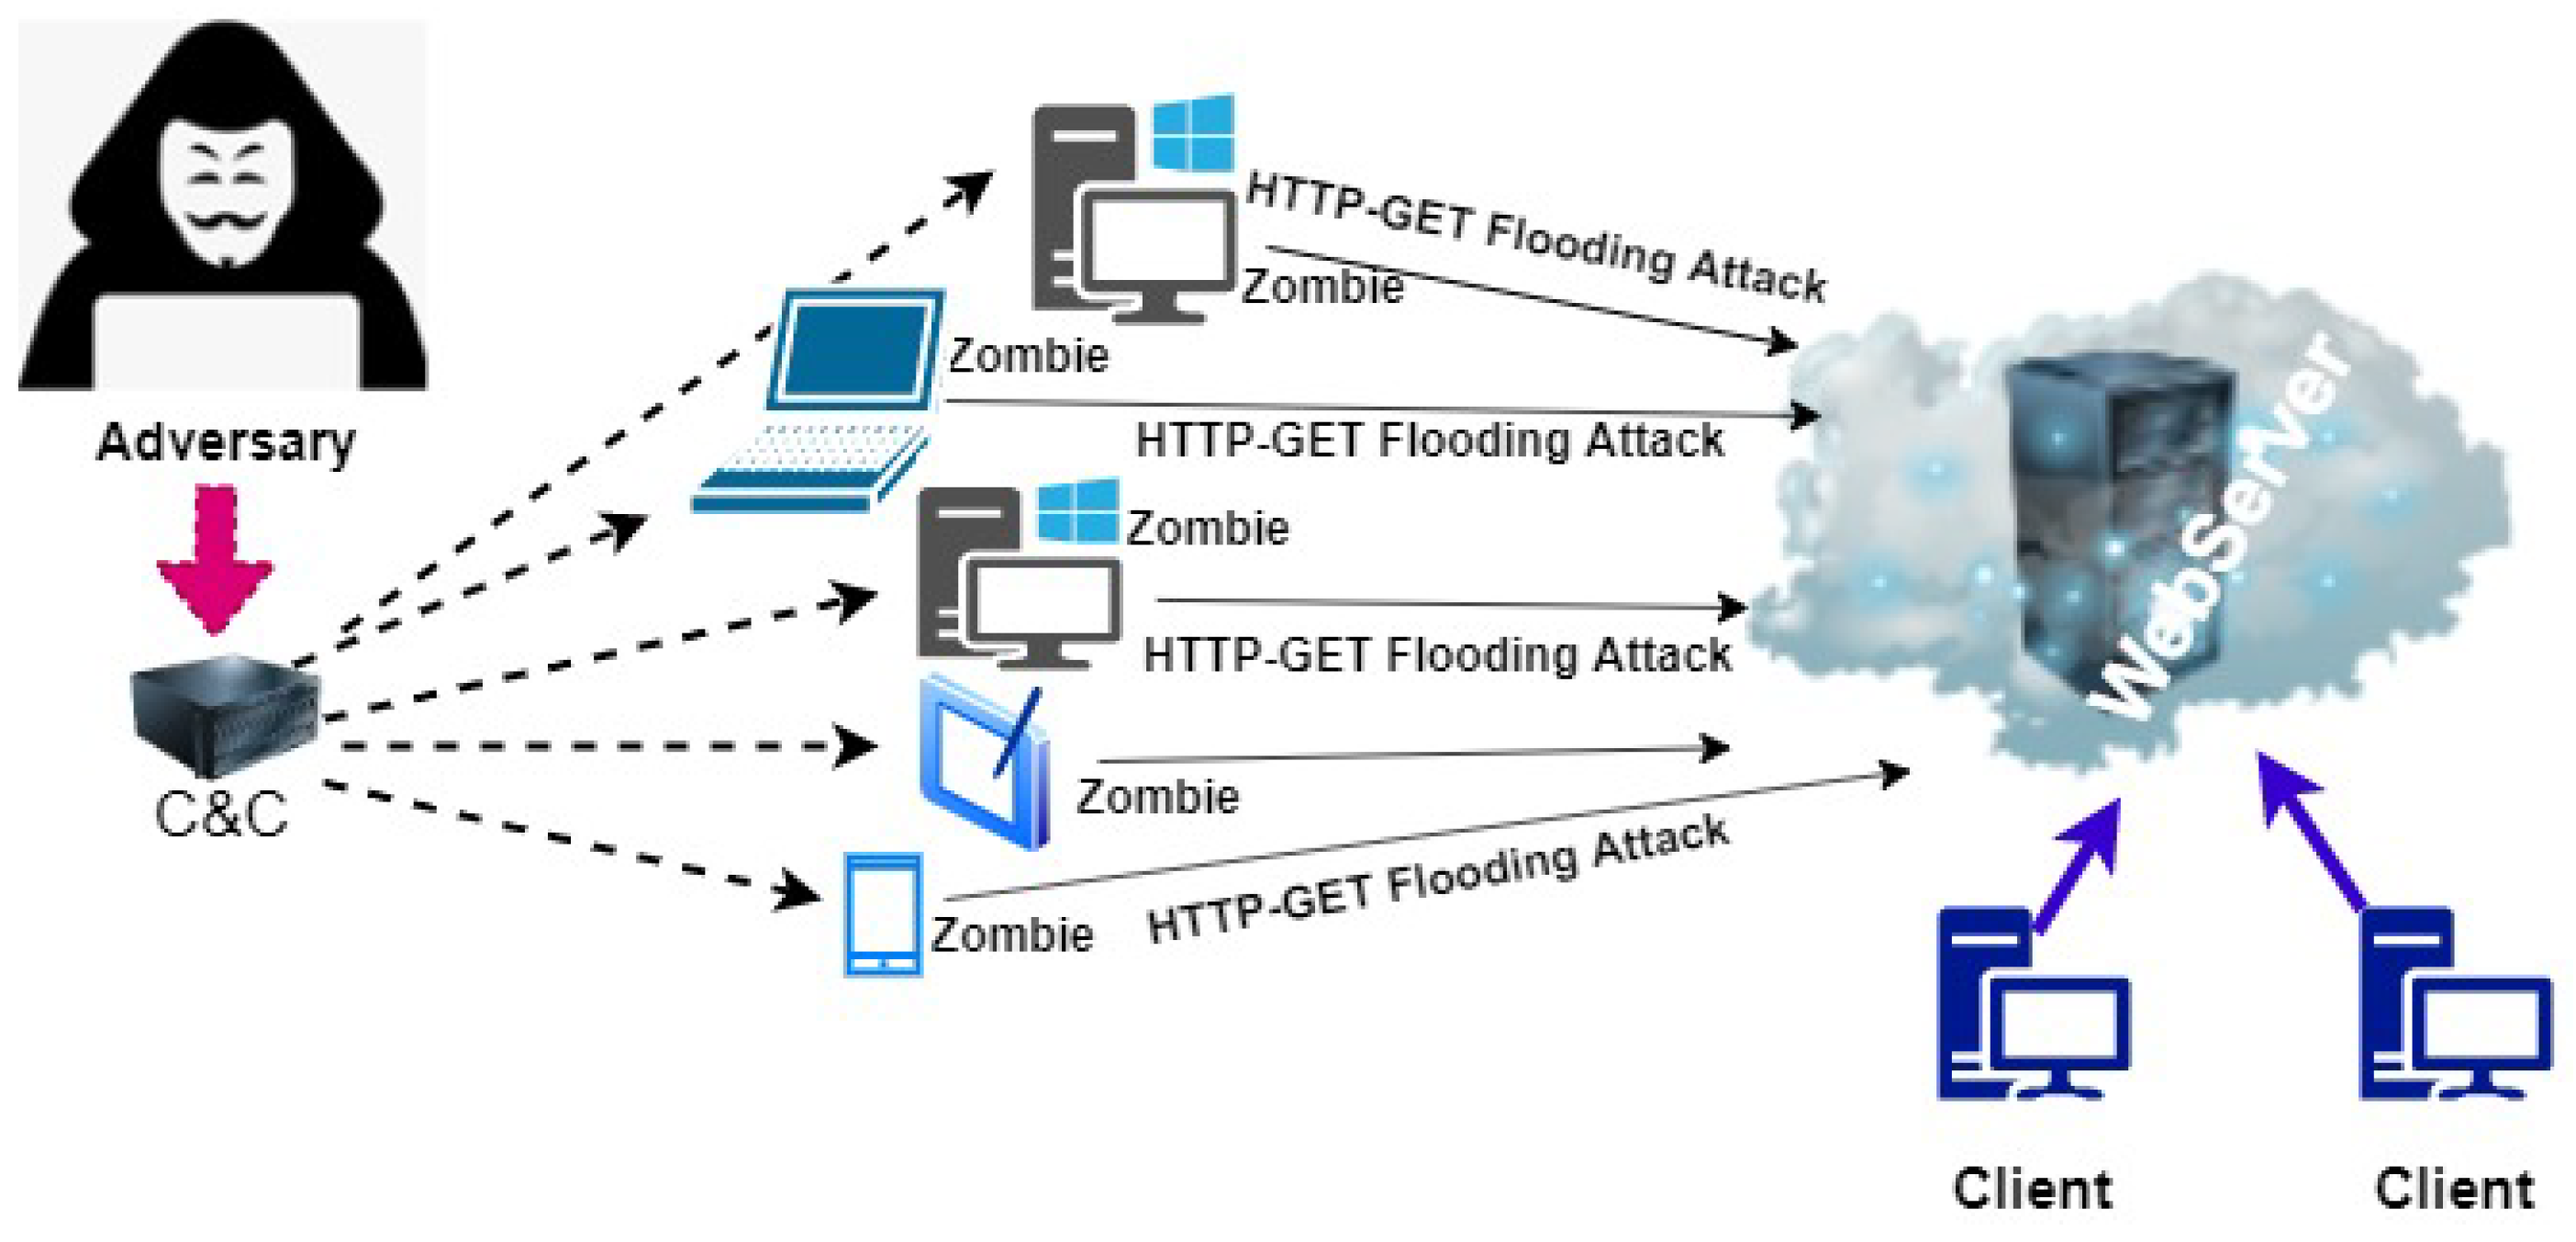 HTTP-GET Flooding Attack
Zombie
Zombie
HTTP-GET Flooding Attack
Adversary
Zombie
HTTP-GET Flooding Attack
WebServer
C&C
Zombie
Zombie
HTTP-GET Flooding Attack
Client
Client